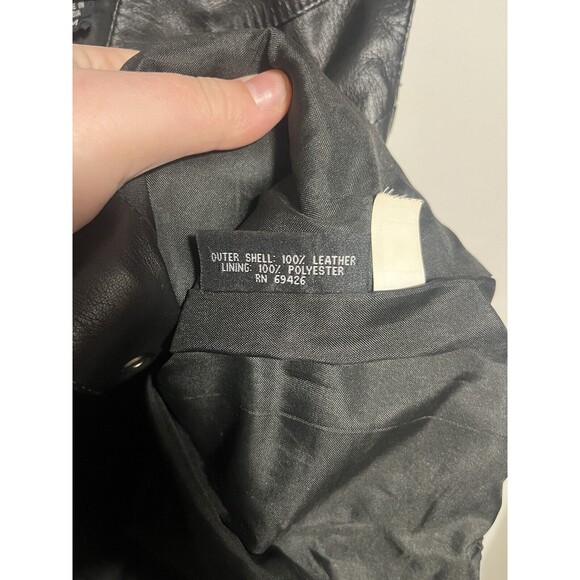 OUTER SHELL: 100% LEATHER
LINING: 100% POLYESTER
RN 69426